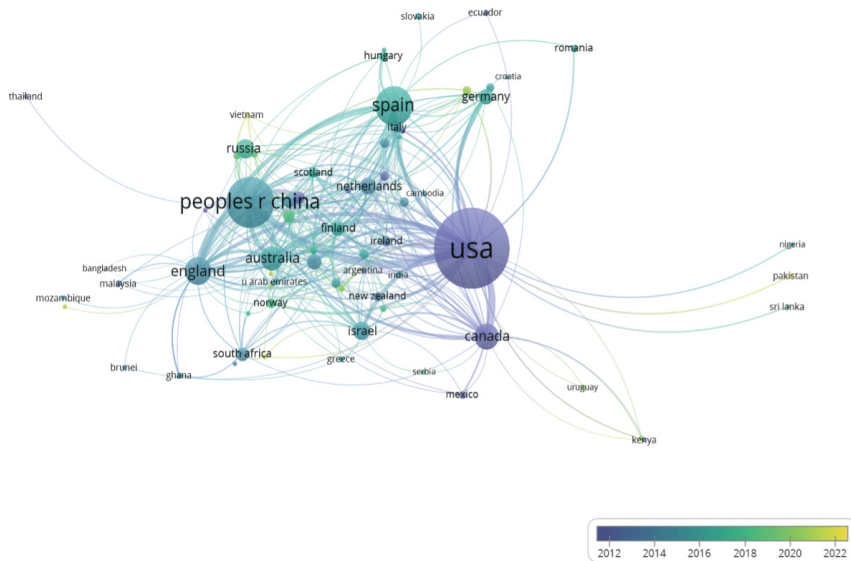 ecuador
slovakia
romania
hungary
croatia
thailand
germany
spain
vietnam
italy
russia
scotland
netherlands
cambodia
peoples r china
finland
ireland
usa
nigeria
australia
bangladesh
england
argentina
india
pakistan
malaysia
u arab emirates
mozambique
new zealand
norway
sri lanka
israel
canada
south africa
greece
brunei
ghana
serbia
uruguay
mexico
kenya
2012 2014 2016 2018 2020 2022